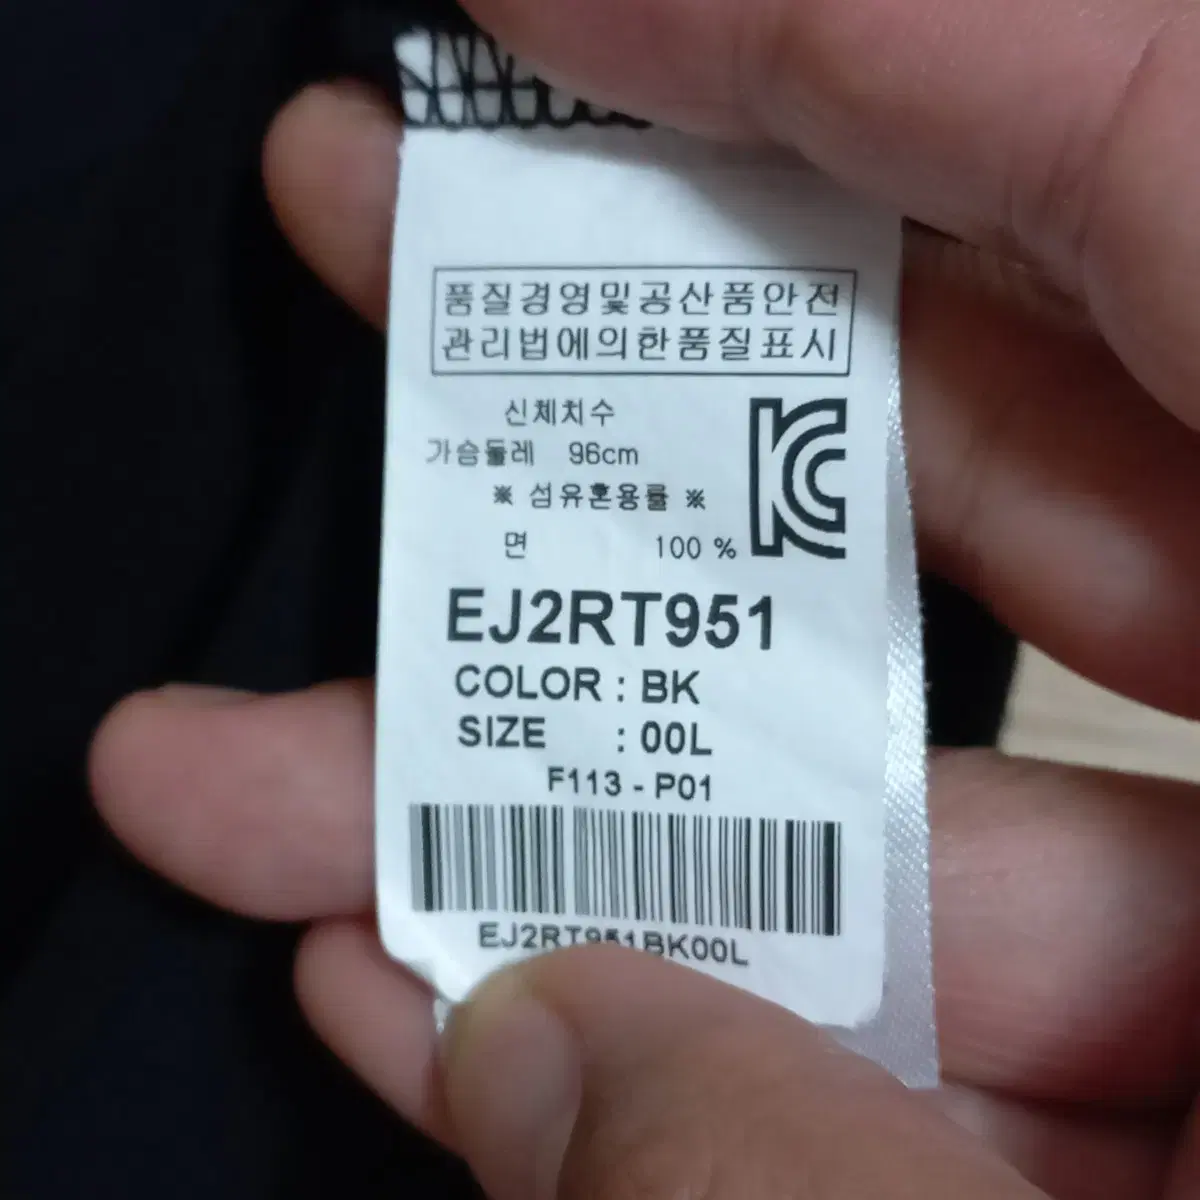 품질경영및공산품안전
관리법에의한품질표시
신체치수
가슴둘레 96cm
※ 섬유혼용률 ※
면 100 %
EJ2RT951
COLOR : BK
SIZE : 00L
F113 - P01
EJ2RT951BK00L